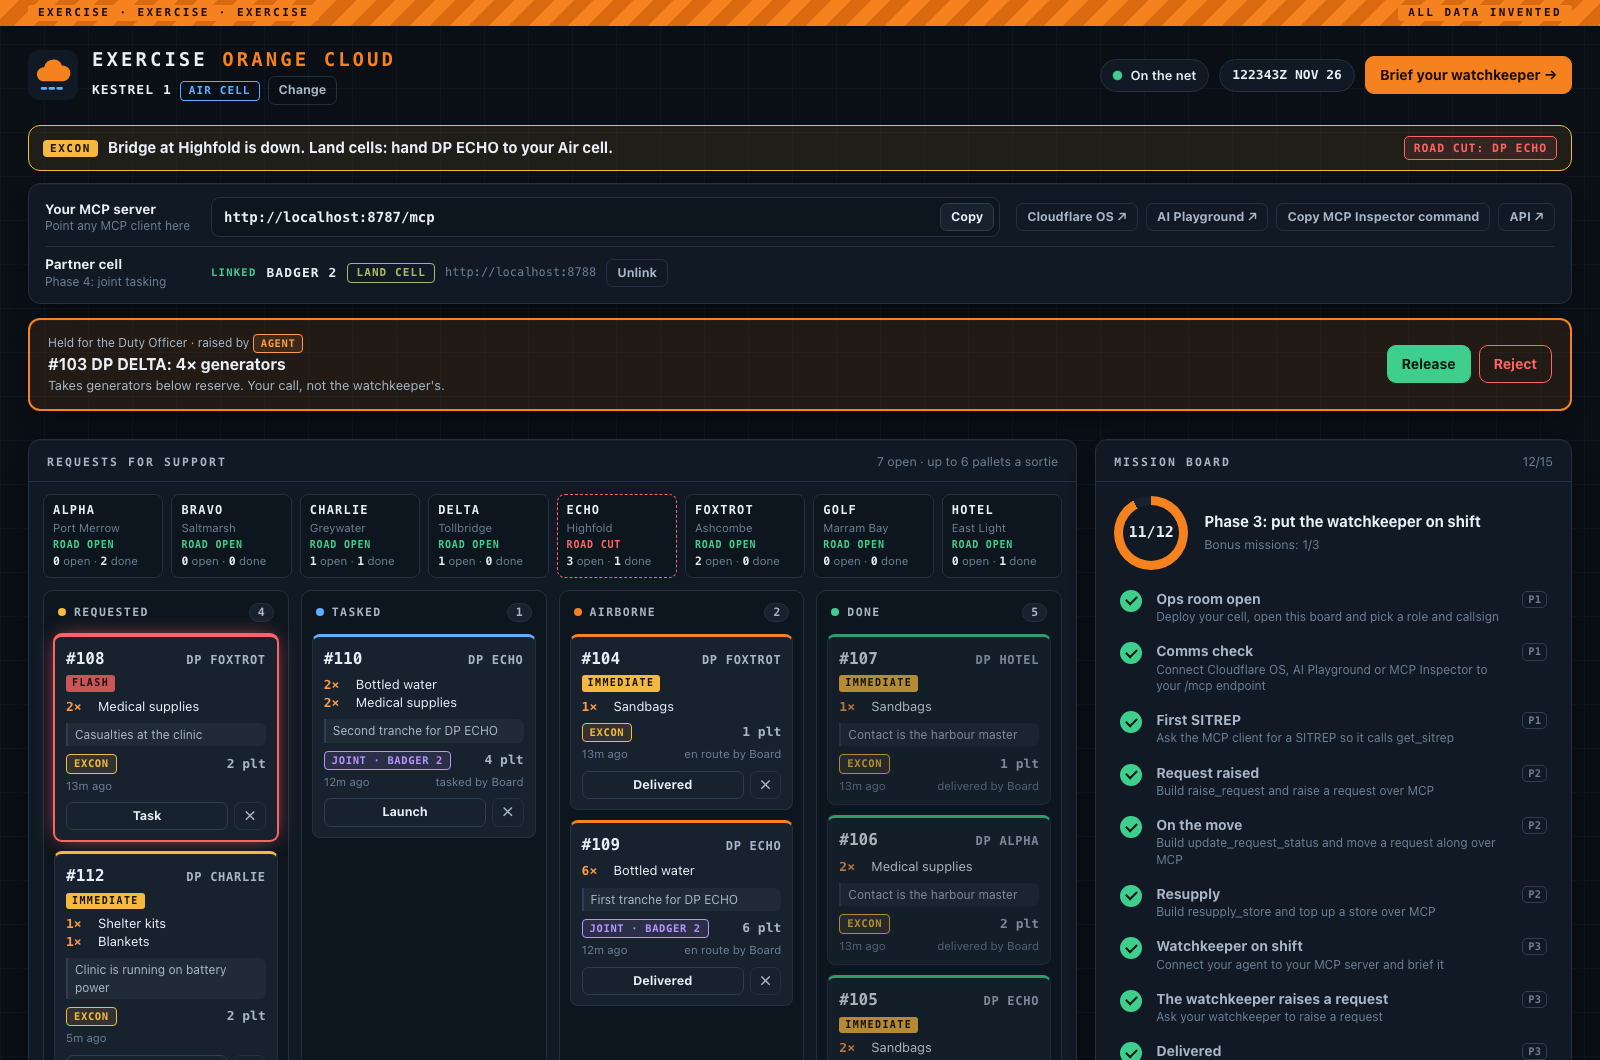 EXERCISE · EXERCISE · EXERCISE
ALL DATA INVENTED
EXERCISE ORANGE CLOUD
KESTREL 1 AIR CELL Change
On the net
122343Z NOV 26
Brief your watchkeeper →
EXCON Bridge at Highfold is down. Land cells: hand DP ECHO to your Air cell.
ROAD CUT: DP ECHO
Your MCP server
Point any MCP client here
http://localhost:8787/mcp
Copy
Cloudflare OS ↗
AI Playground ↗
Copy MCP Inspector command
API ↗
Partner cell
Phase 4: joint tasking
LINKED BADGER 2 LAND CELL http://localhost:8788 Unlink
Held for the Duty Officer · raised by AGENT
#103 DP DELTA: 4× generators
Takes generators below reserve. Your call, not the watchkeeper's.
Release
Reject
REQUESTS FOR SUPPORT
7 open · up to 6 pallets a sortie
ALPHA
Port Merrow
ROAD OPEN
0 open · 2 done
BRAVO
Saltmarsh
ROAD OPEN
0 open · 0 done
CHARLIE
Greywater
ROAD OPEN
1 open · 1 done
DELTA
Tollbridge
ROAD OPEN
1 open · 0 done
ECHO
Highfold
ROAD CUT
3 open · 1 done
FOXTROT
Ashcombe
ROAD OPEN
2 open · 0 done
GOLF
Marram Bay
ROAD OPEN
0 open · 0 done
HOTEL
East Light
ROAD OPEN
0 open · 1 done
REQUESTED 4
#108 DP FOXTROT
FLASH
2× Medical supplies
Casualties at the clinic
EXCON 2 plt
13m ago
Task ×
#112 DP CHARLIE
IMMEDIATE
1× Shelter kits
1× Blankets
Clinic is running on battery
power
EXCON 2 plt
5m ago
TASKED 1
#110 DP ECHO
2× Bottled water
2× Medical supplies
Second tranche for DP ECHO
JOINT · BADGER 2 4 plt
12m ago tasked by Board
Launch ×
AIRBORNE 2
#104 DP FOXTROT
IMMEDIATE
1× Sandbags
EXCON 1 plt
13m ago en route by Board
Delivered ×
#109 DP ECHO
6× Bottled water
First tranche for DP ECHO
JOINT · BADGER 2 6 plt
12m ago en route by Board
Delivered ×
DONE 5
#107 DP HOTEL
IMMEDIATE
1× Sandbags
Contact is the harbour master
EXCON 1 plt
13m ago delivered by Board
#106 DP ALPHA
2× Medical supplies
Contact is the harbour master
EXCON 2 plt
13m ago delivered by Board
#105 DP ECHO
IMMEDIATE
2× Sandbags
MISSION BOARD 12/15
11/12
Phase 3: put the watchkeeper on shift
Bonus missions: 1/3
Ops room open P1
Deploy your cell, open this board and pick a role and callsign
Comms check P1
Connect Cloudflare OS, AI Playground or MCP Inspector to
your /mcp endpoint
First SITREP P1
Ask the MCP client for a SITREP so it calls get_sitrep
Request raised P2
Build raise_request and raise a request over MCP
On the move P2
Build update_request_status and move a request along over
MCP
Resupply P2
Build resupply_store and top up a store over MCP
Watchkeeper on shift P3
Connect your agent to your MCP server and brief it
The watchkeeper raises a request P3
Ask your watchkeeper to raise a request
Delivered P3